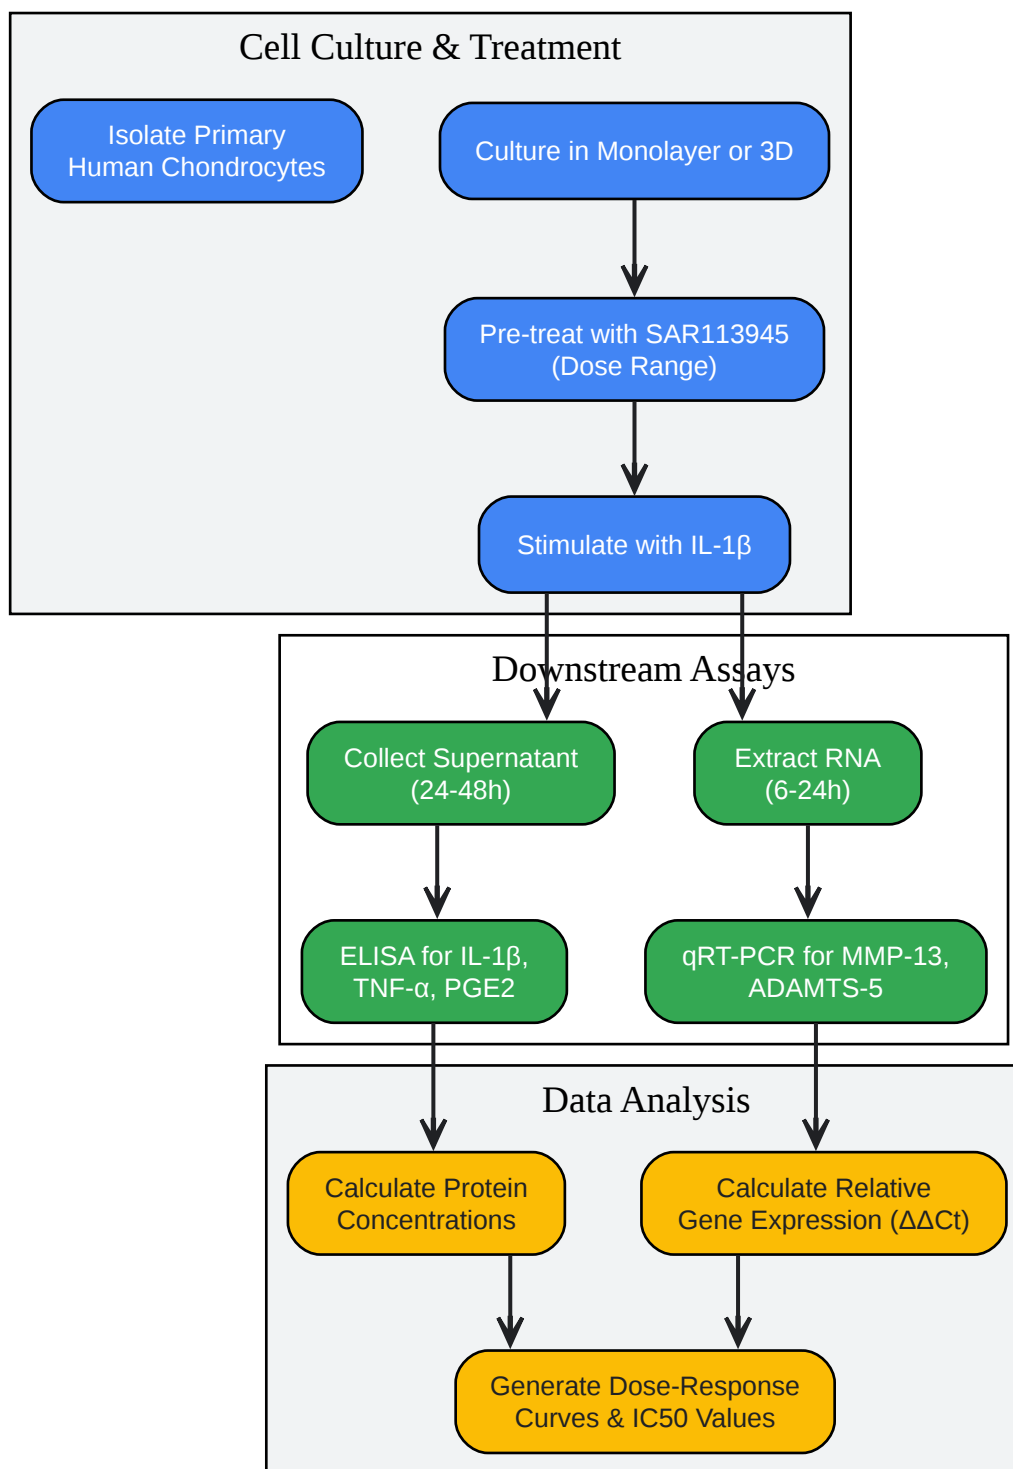 Cell Culture & Treatment
Isolate Primary
Human Chondrocytes
Culture in Monolayer or 3D
Pre-treat with SAR113945
(Dose Range)
Stimulate with IL-1β
Downstream Assays
Collect Supernatant
(24-48h)
Extract RNA
(6-24h)
ELISA for IL-1β,
TNF-α, PGE2
qRT-PCR for MMP-13,
ADAMTS-5
Data Analysis
Calculate Protein
Concentrations
Calculate Relative
Gene Expression (ΔΔCt)
Generate Dose-Response
Curves & IC50 Values